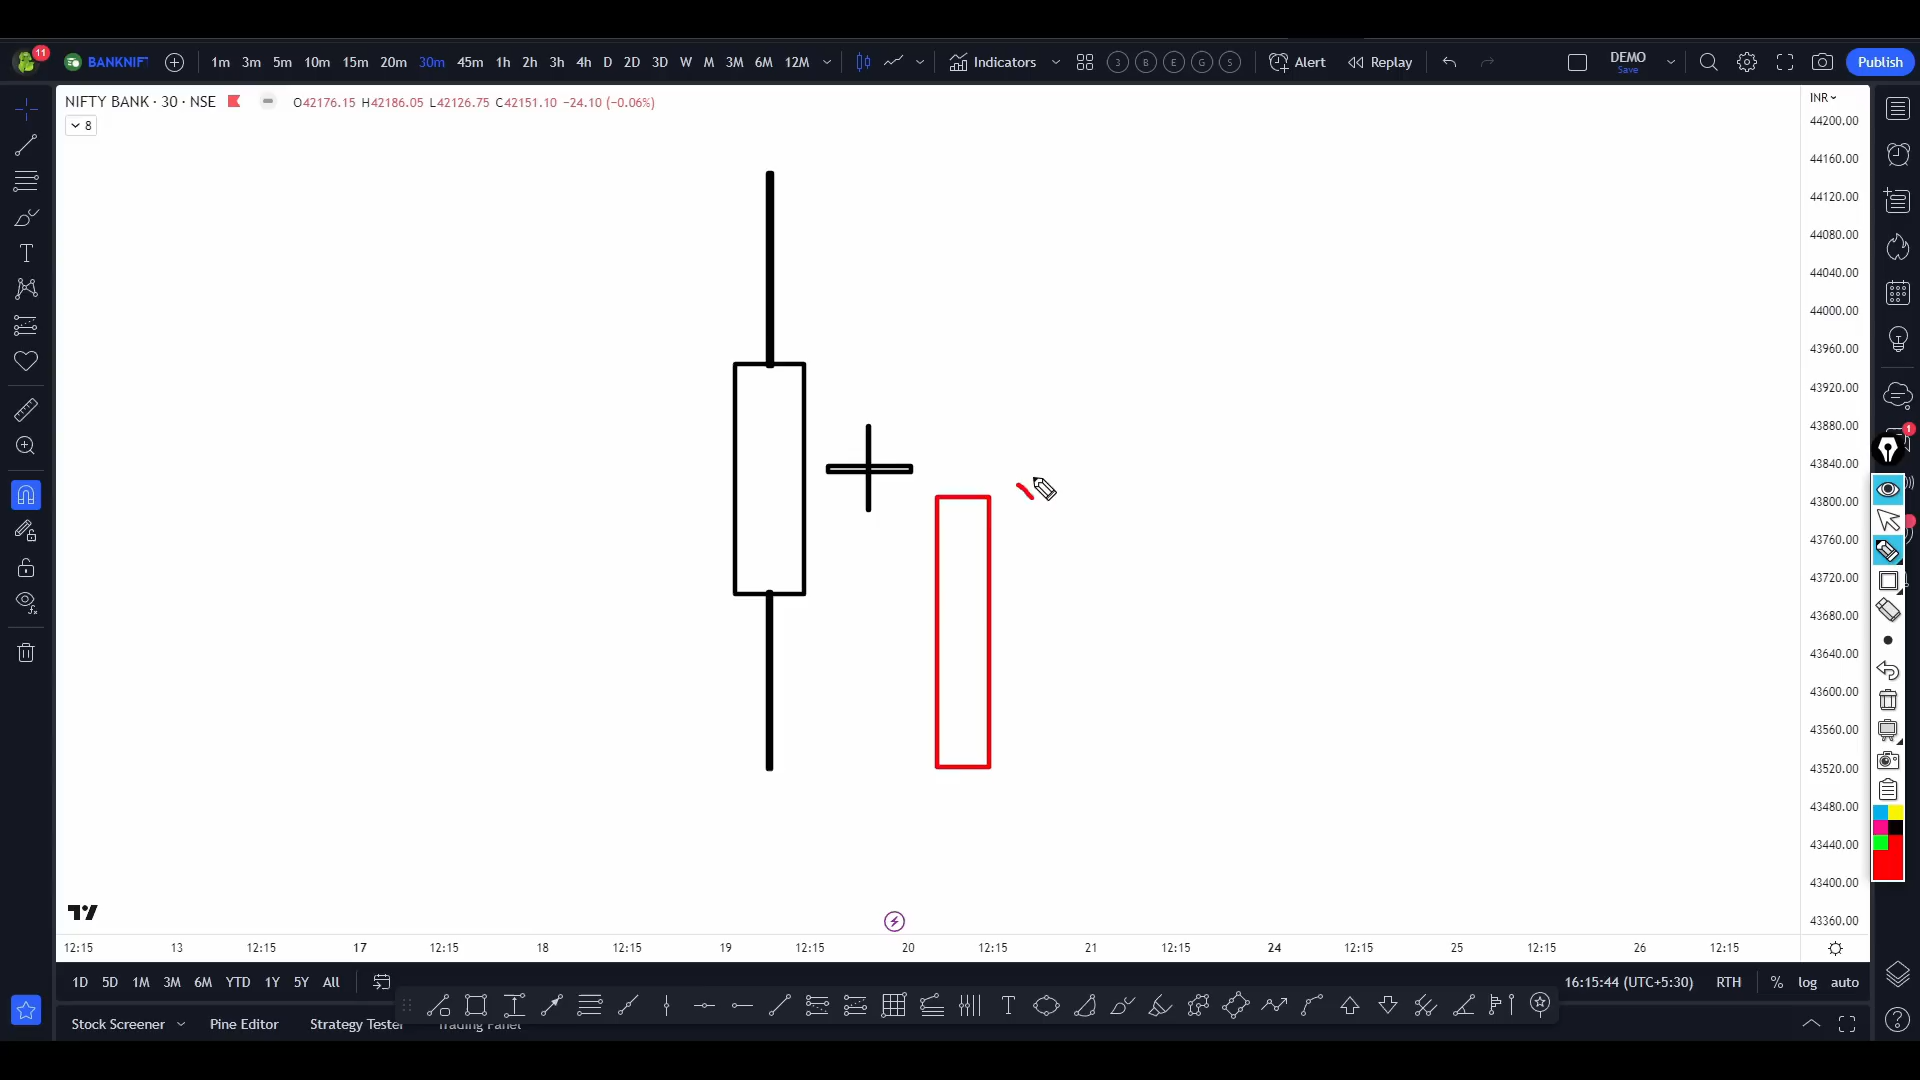 11
BANKNIFT
1m 3m 5m 10m 15m 20m 30m 45m 1h 2h 3h 4h D 2D 3D W M 3M 6M 12M
Indicators
3 B E G S
Alert
Replay
DEMO
Save
Publish
NIFTY BANK · 30 · NSE
O42176.15 H42186.05 L42126.75 C42151.10 −24.10 (−0.06%)
8
INR
44200.00
44160.00
44120.00
44080.00
44040.00
44000.00
43960.00
43920.00
43880.00
43840.00
43800.00
43760.00
43720.00
43680.00
43640.00
43600.00
43560.00
43520.00
43480.00
43440.00
43400.00
43360.00
1
12:15 13 12:15 17 12:15 18 12:15 19 12:15 20 12:15 21 12:15 24 12:15 25 12:15 26 12:15
1D 5D 1M 3M 6M YTD 1Y 5Y All
16:15:44 (UTC+5:30) RTH % log auto
Stock Screener Pine Editor Strategy Tester Trading Panel